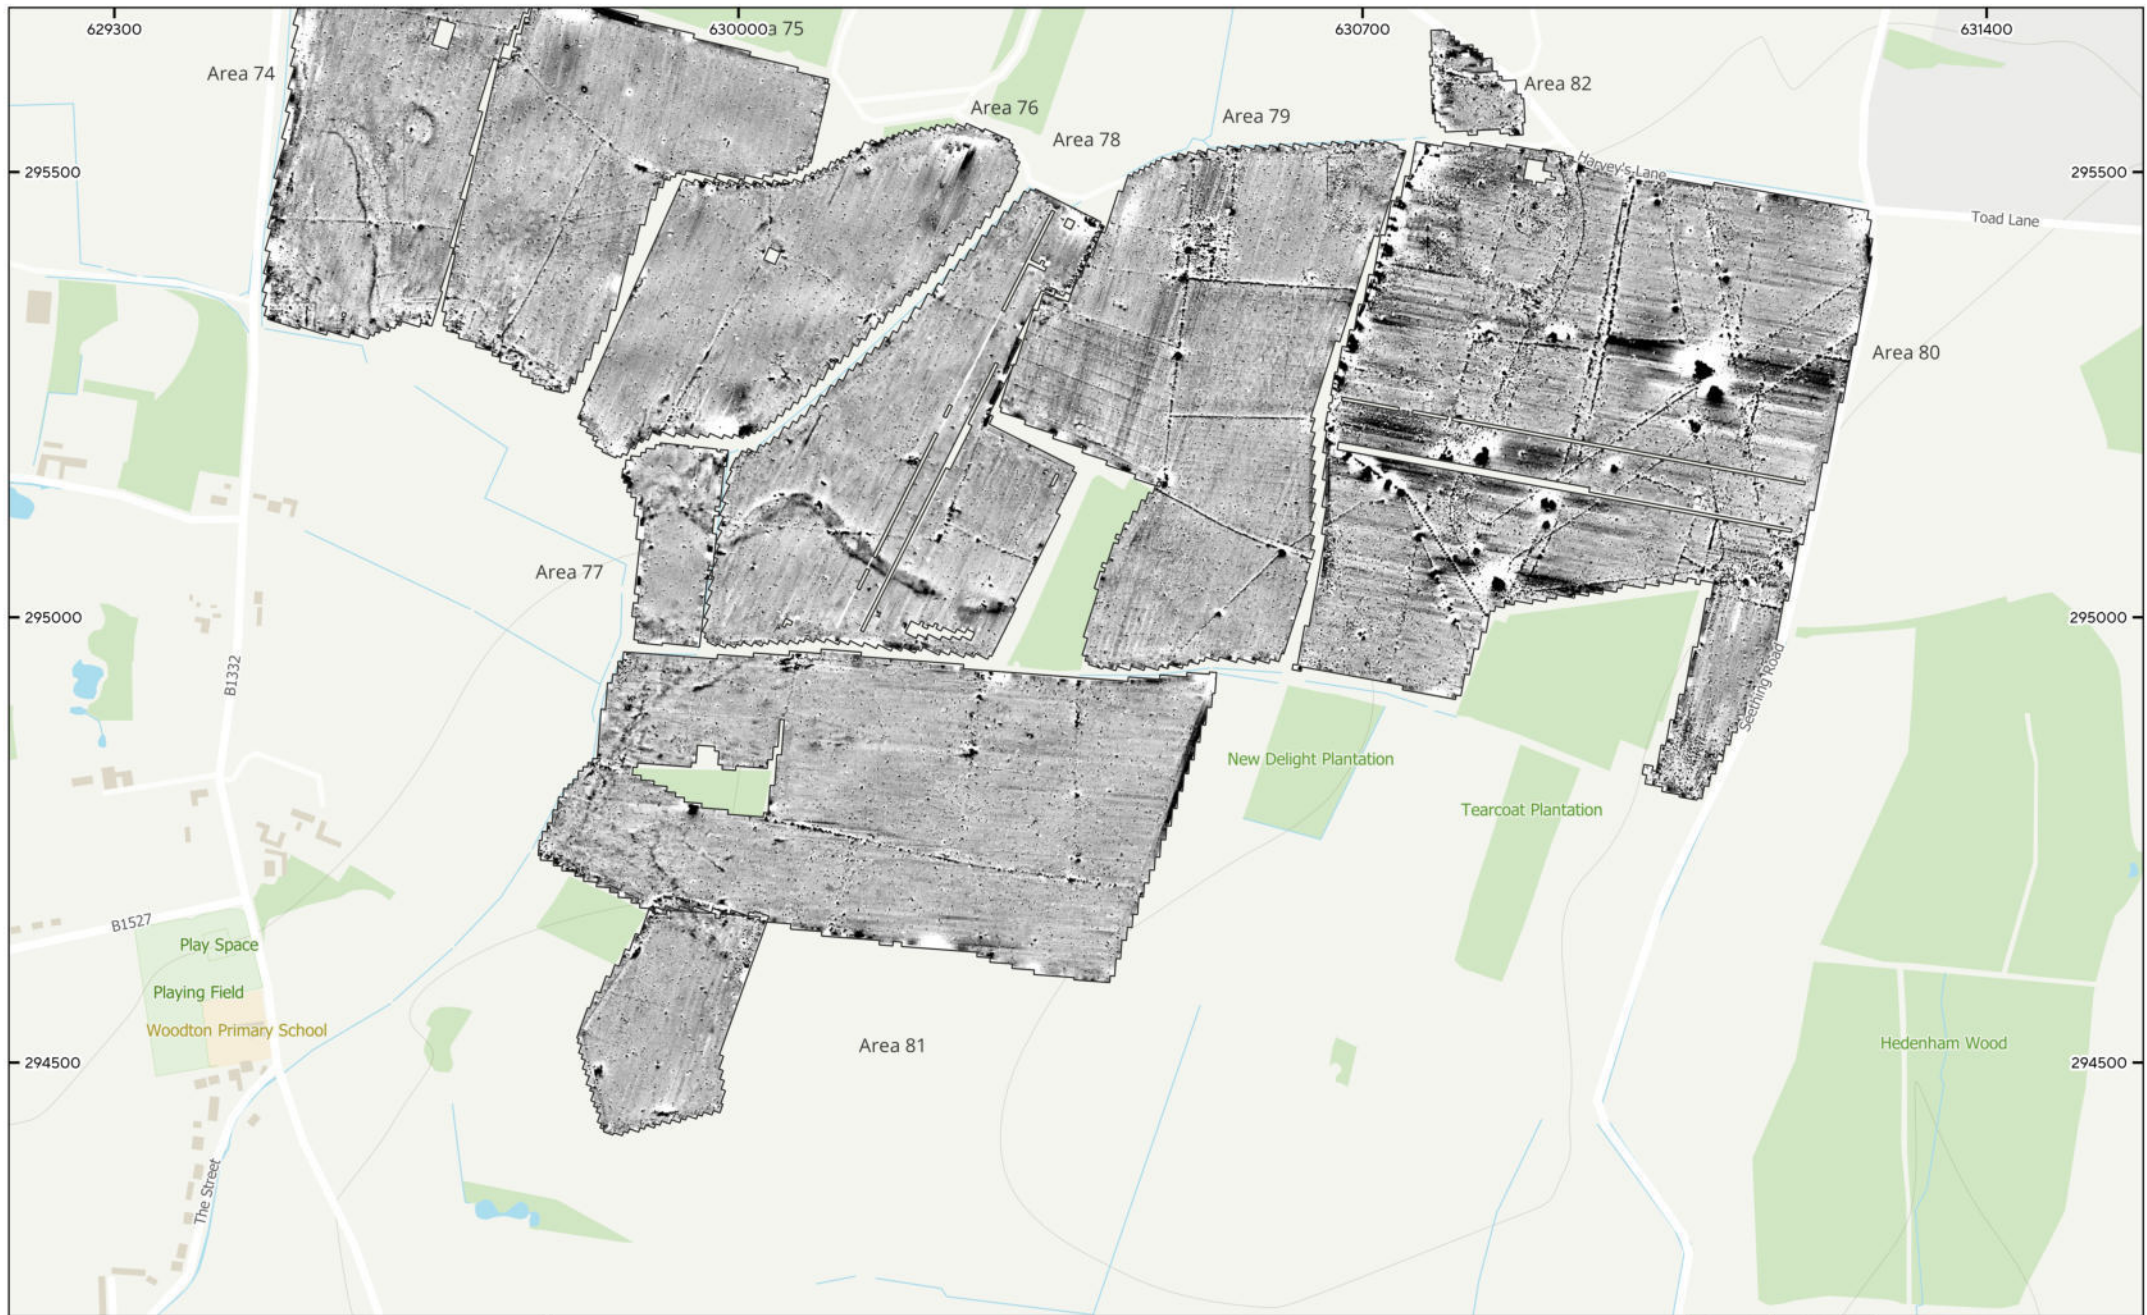 629300
630000
a 75
630700
631400
Area 74
Area 82
Area 76
Area 79
Area 78
295500
Harvey's Lane
295500
Toad Lane
Area 80
Area 77
295000
295000
B1332
Seething Road
New Delight Plantation
Tearcoat Plantation
B1527
Play Space
Playing Field
Woodton Primary School
Area 81
Hedenham Wood
294500
294500
The Street